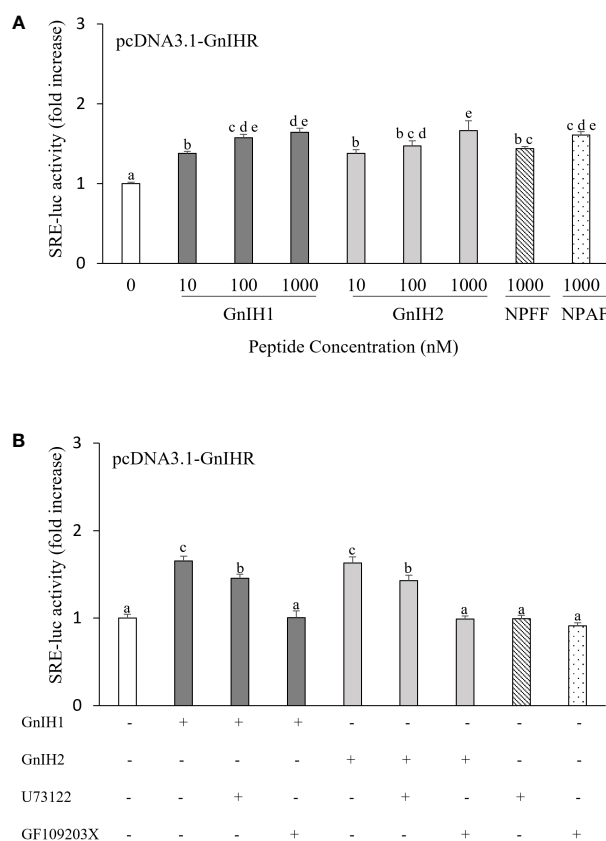 A
pcDNA3.1-GnIHR
SRE-luc activity (fold increase)
3
2
1
0
a
b
c d e
d e
b
b c d
e
b c
c d e
0 10 100 1000 10 100 1000 1000 1000
GnIH1 GnIH2 NPFF NPAF
Peptide Concentration (nM)
B
pcDNA3.1-GnIHR
SRE-luc activity (fold increase)
3
2
1
0
a
c
b
a
c
b
a
a
a
GnIH1 - + + + - - - - -
GnIH2 - - - - + + + - -
U73122 - - + - - + - + -
GF109203X - - - + - - + - +